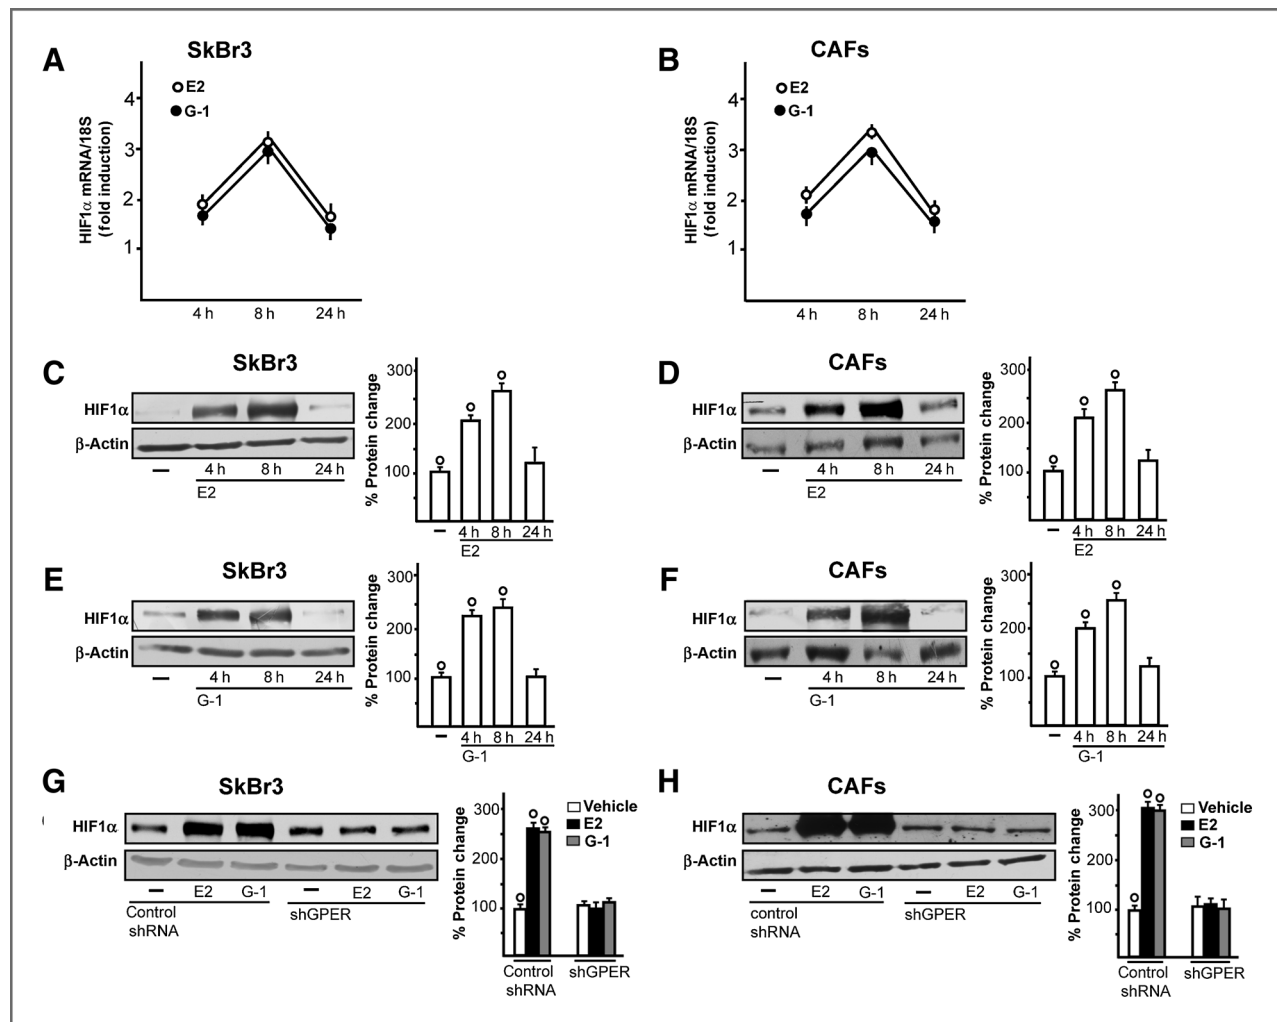 A
SkBr3
HIF1α mRNA/18S
(fold induction)
4
3
2
1
E2
G-1
4 h 8 h 24 h
B
CAFs
HIF1α mRNA/18S
(fold induction)
4
3
2
1
E2
G-1
4 h 8 h 24 h
C
SkBr3
HIF1α
β-Actin
– 4 h 8 h 24 h
E2
% Protein change
300
200
100
– 4 h 8 h 24 h
E2
D
CAFs
HIF1α
β-Actin
– 4 h 8 h 24 h
E2
% Protein change
300
200
100
– 4 h 8 h 24 h
E2
E
SkBr3
HIF1α
β-Actin
– 4 h 8 h 24 h
G-1
% Protein change
300
200
100
– 4 h 8 h 24 h
G-1
F
CAFs
HIF1α
β-Actin
– 4 h 8 h 24 h
G-1
% Protein change
300
200
100
– 4 h 8 h 24 h
G-1
G
SkBr3
HIF1α
β-Actin
– E2 G-1 – E2 G-1
Control
shRNA
shGPER
% Protein change
300
200
100
Vehicle
E2
G-1
Control
shRNA
shGPER
H
CAFs
HIF1α
β-Actin
– E2 G-1 – E2 G-1
control
shRNA
shGPER
% Protein change
300
200
100
Vehicle
E2
G-1
Control
shRNA
shGPER